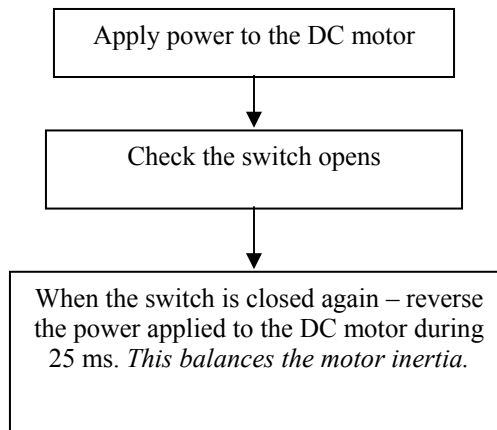 Apply power to the DC motor
Check the switch opens
When the switch is closed again – reverse
the power applied to the DC motor during
25 ms. This balances the motor inertia.